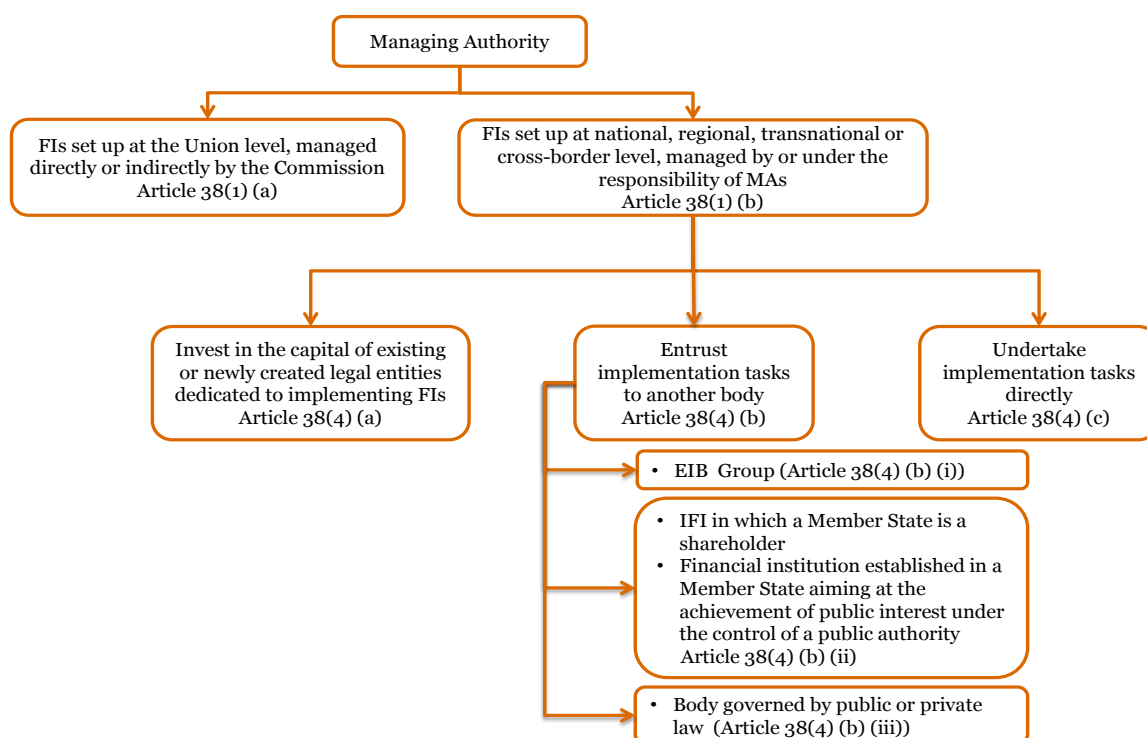 Managing Authority
FIs set up at the Union level, managed
directly or indirectly by the Commission
Article 38(1) (a)
FIs set up at national, regional, transnational or
cross-border level, managed by or under the
responsibility of MAs
Article 38(1) (b)
Invest in the capital of existing
or newly created legal entities
dedicated to implementing FIs
Article 38(4) (a)
Entrust
implementation tasks
to another body
Article 38(4) (b)
Undertake
implementation tasks
directly
Article 38(4) (c)
• EIB Group (Article 38(4) (b) (i))
• IFI in which a Member State is a
shareholder
• Financial institution established in a
Member State aiming at the
achievement of public interest under
the control of a public authority
Article 38(4) (b) (ii)
• Body governed by public or private
law (Article 38(4) (b) (iii))